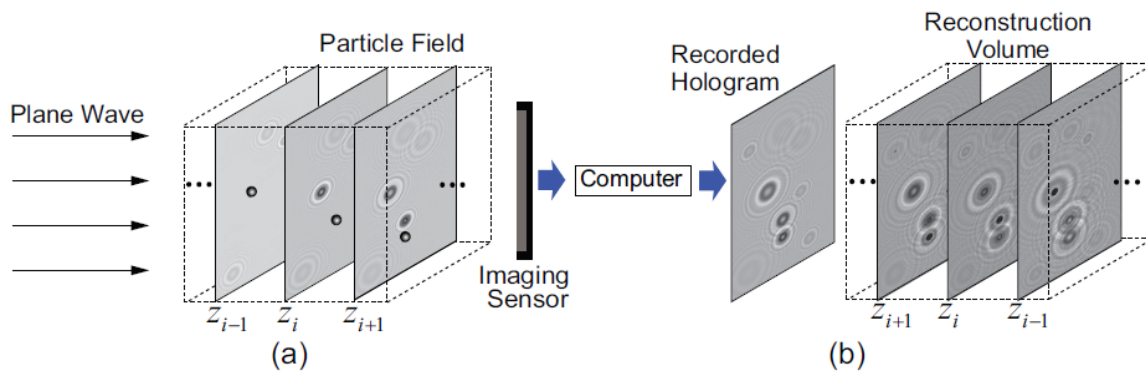 Particle Field
Plane Wave
z_{i-1}
z_i
z_{i+1}
Imaging
Sensor
(a)
Computer
Recorded
Hologram
Reconstruction
Volume
z_{i+1}
z_i
z_{i-1}
(b)